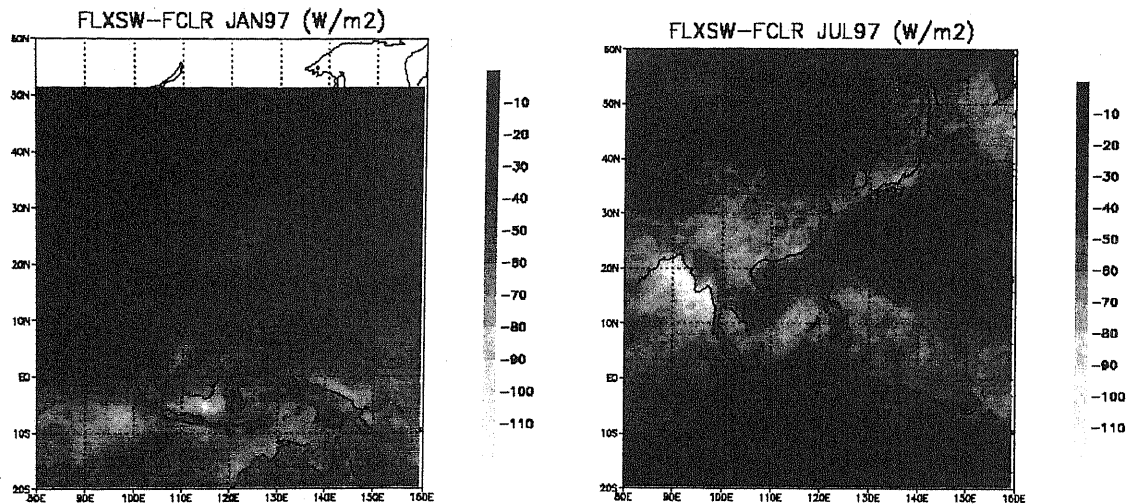 FLXSW-FCLR JAN97 (W/m2)
60N
50N
40N
30N
20N
10N
EQ
10S
20S
80E 90E 100E 110E 120E 130E 140E 150E 160E
-10
-20
-30
-40
-50
-60
-70
-80
-90
-100
-110
FLXSW-FCLR JUL97 (W/m2)
60N
50N
40N
30N
20N
10N
EQ
10S
20S
80E 90E 100E 110E 120E 130E 140E 150E 160E
-10
-20
-30
-40
-50
-60
-70
-80
-90
-100
-110